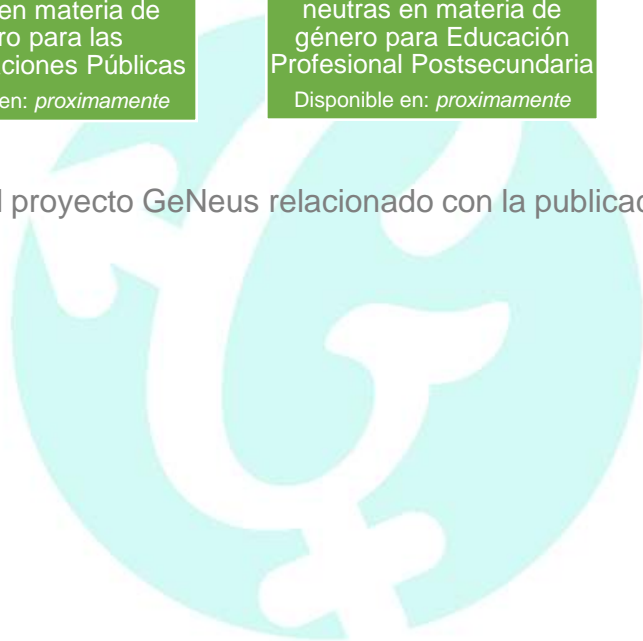 en materia de
ro para las
ciones Públicas
en: proximamente
neutras en materia de
género para Educación
Profesional Postsecundaria
Disponible en: proximamente
l proyecto GeNeus relacionado con la publicac